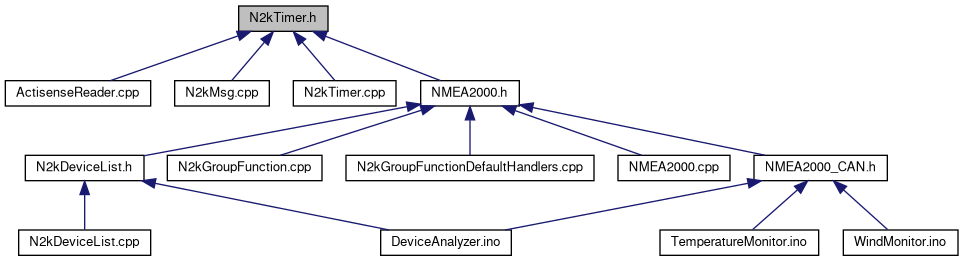 N2kTimer.h
ActisenseReader.cpp
N2kMsg.cpp
N2kTimer.cpp
NMEA2000.h
N2kDeviceList.h
N2kGroupFunction.cpp
N2kGroupFunctionDefaultHandlers.cpp
NMEA2000.cpp
NMEA2000_CAN.h
N2kDeviceList.cpp
DeviceAnalyzer.ino
TemperatureMonitor.ino
WindMonitor.ino